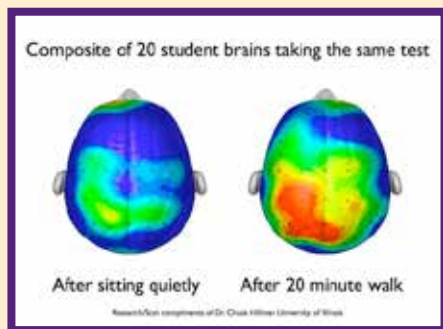 Composite of 20 student brains taking the same test
After sitting quietly
After 20 minute walk
Research/Scan compliments of Dr. Chuck Hillman University of Illinois